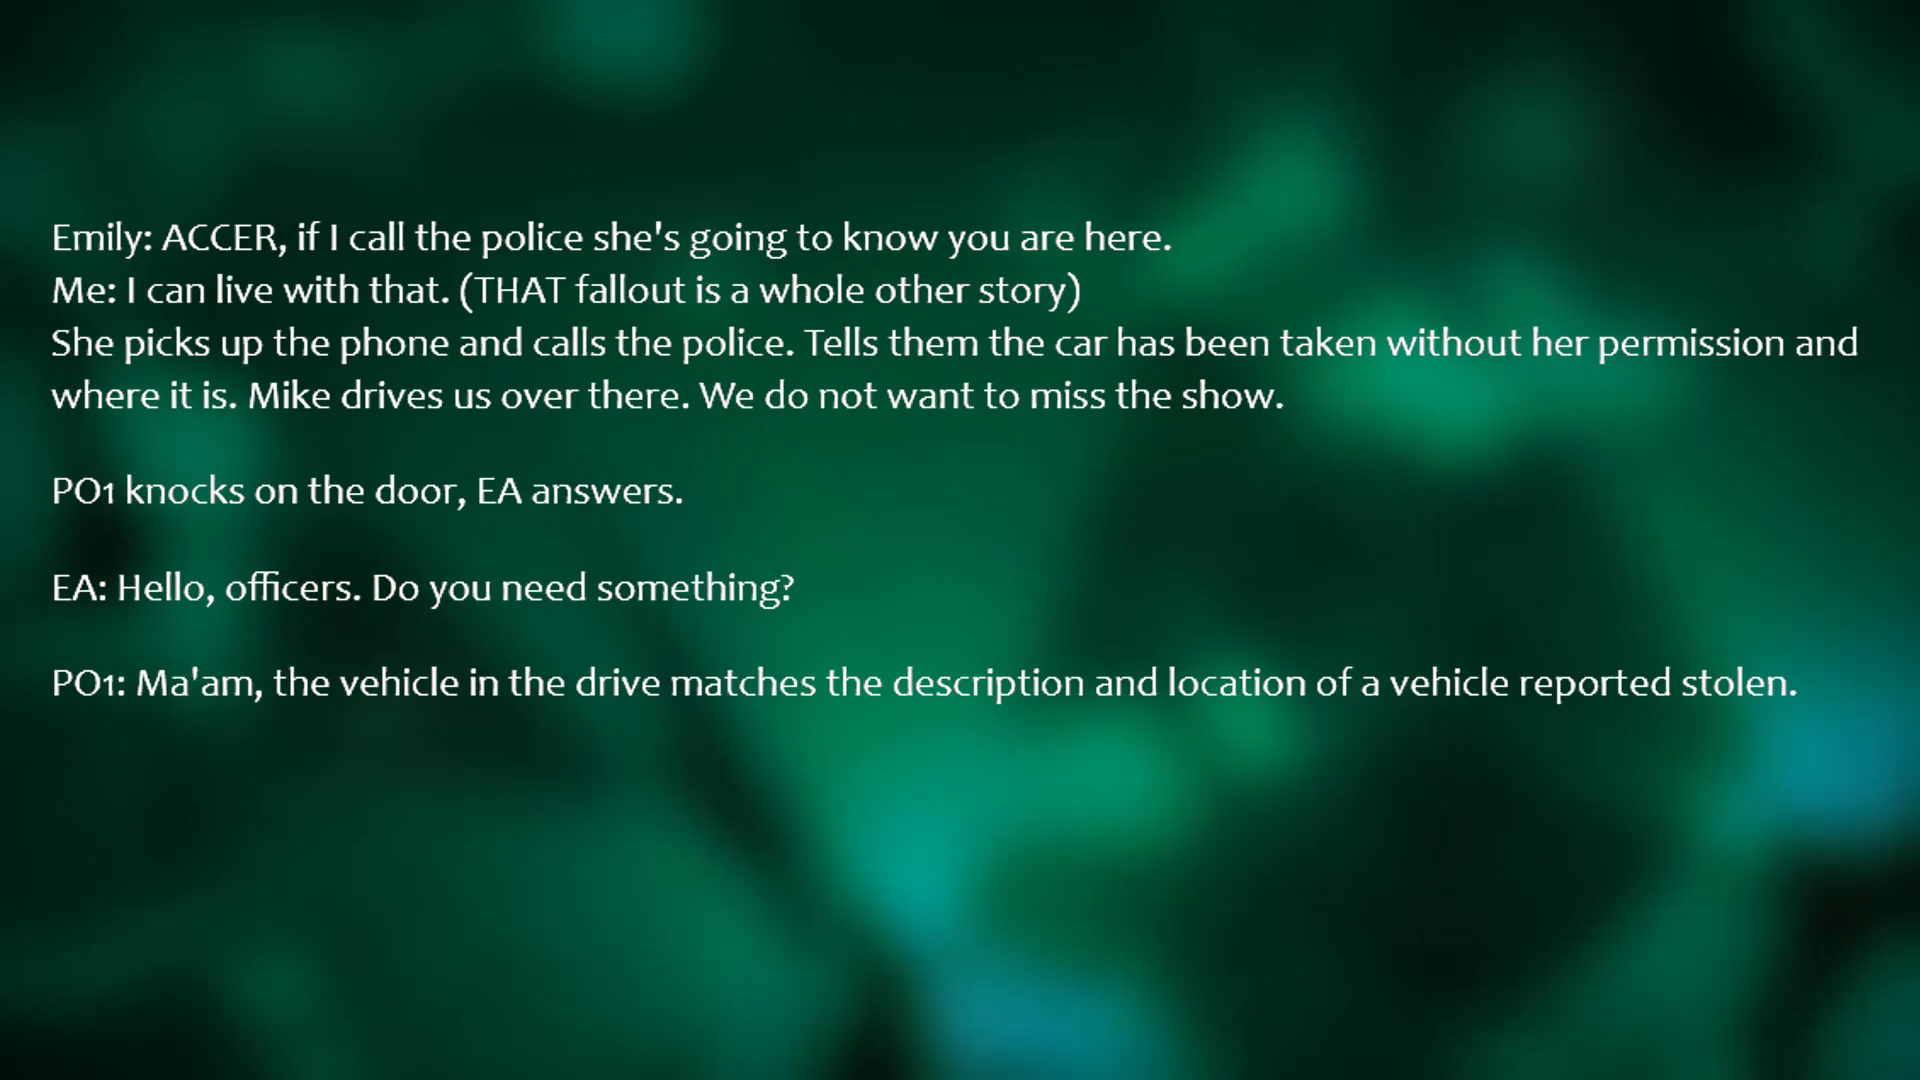 Emily: ACCER, if I call the police she's going to know you are here.
Me: I can live with that. (THAT fallout is a whole other story)
She picks up the phone and calls the police. Tells them the car has been taken without her permission and
where it is. Mike drives us over there. We do not want to miss the show.
PO1 knocks on the door, EA answers.
EA: Hello, officers. Do you need something?
PO1: Ma'am, the vehicle in the drive matches the description and location of a vehicle reported stolen.